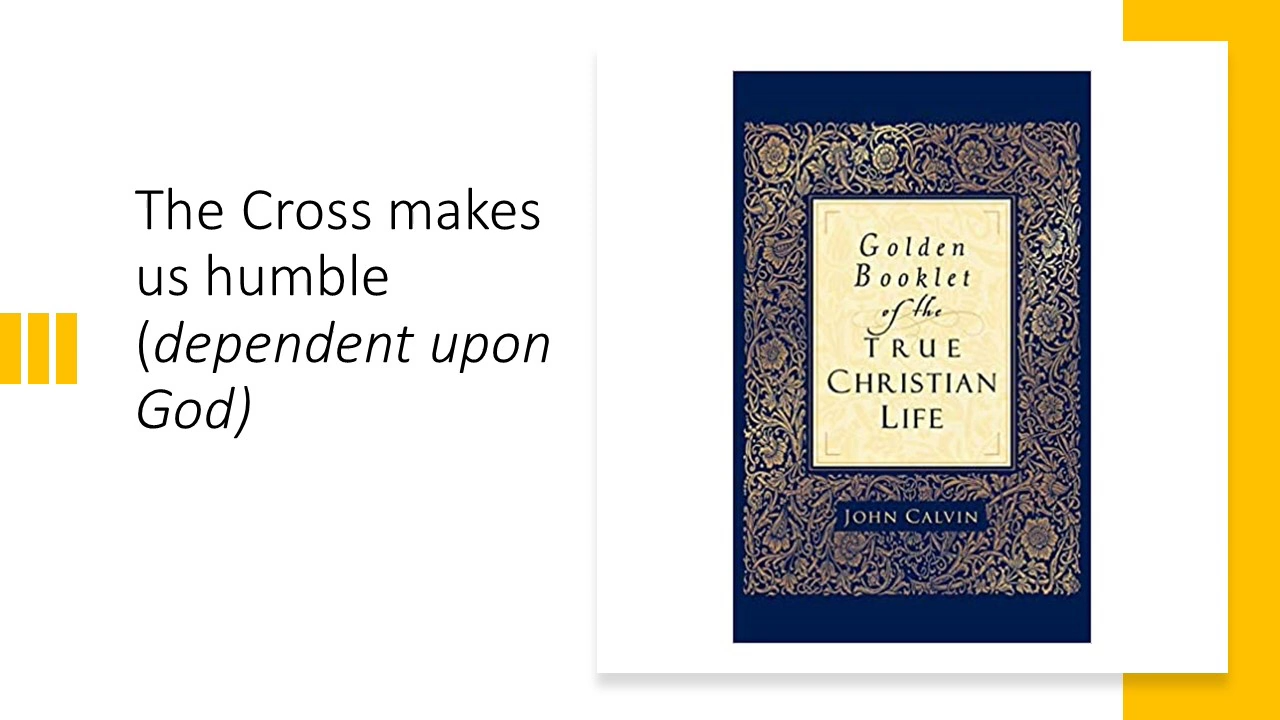 The Cross makes
us humble
(dependent upon
God)
Golden
Booklet
of the
TRUE
CHRISTIAN
LIFE
JOHN CALVIN